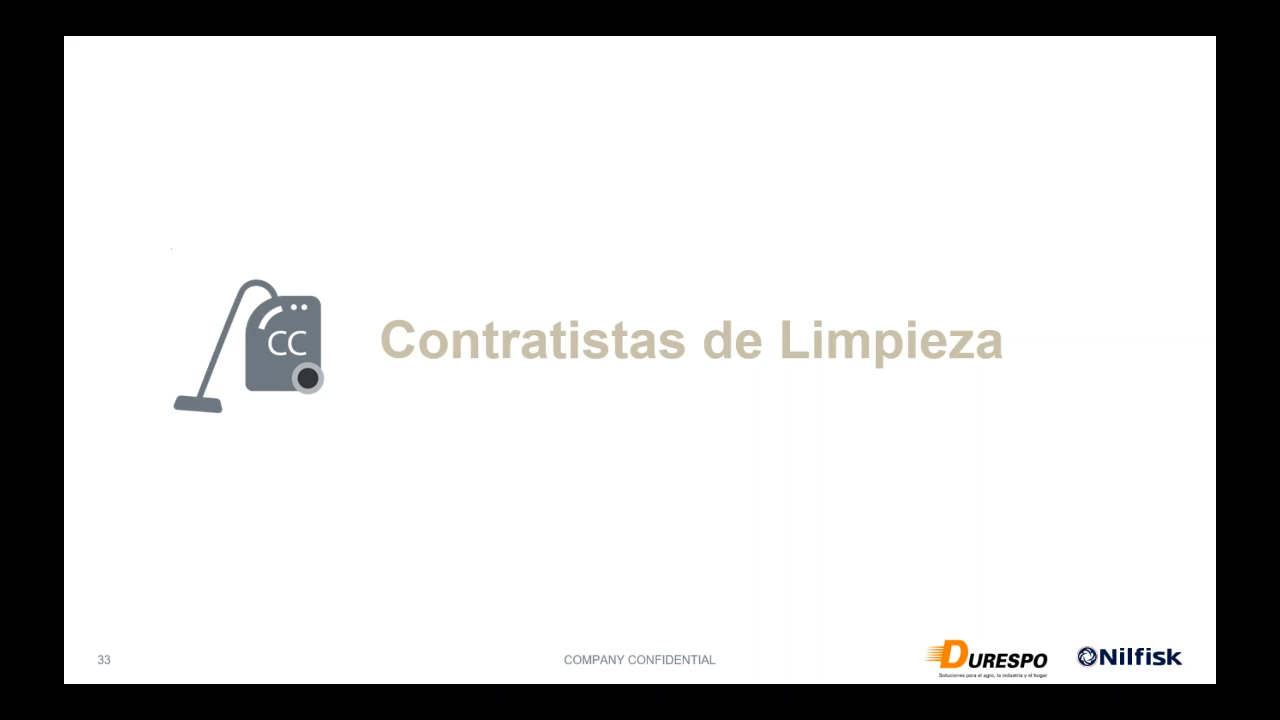 CC
Contratistas de Limpieza
33
COMPANY CONFIDENTIAL
DURESPO
Soluciones para el agro, la industria y el hogar
Nilfisk